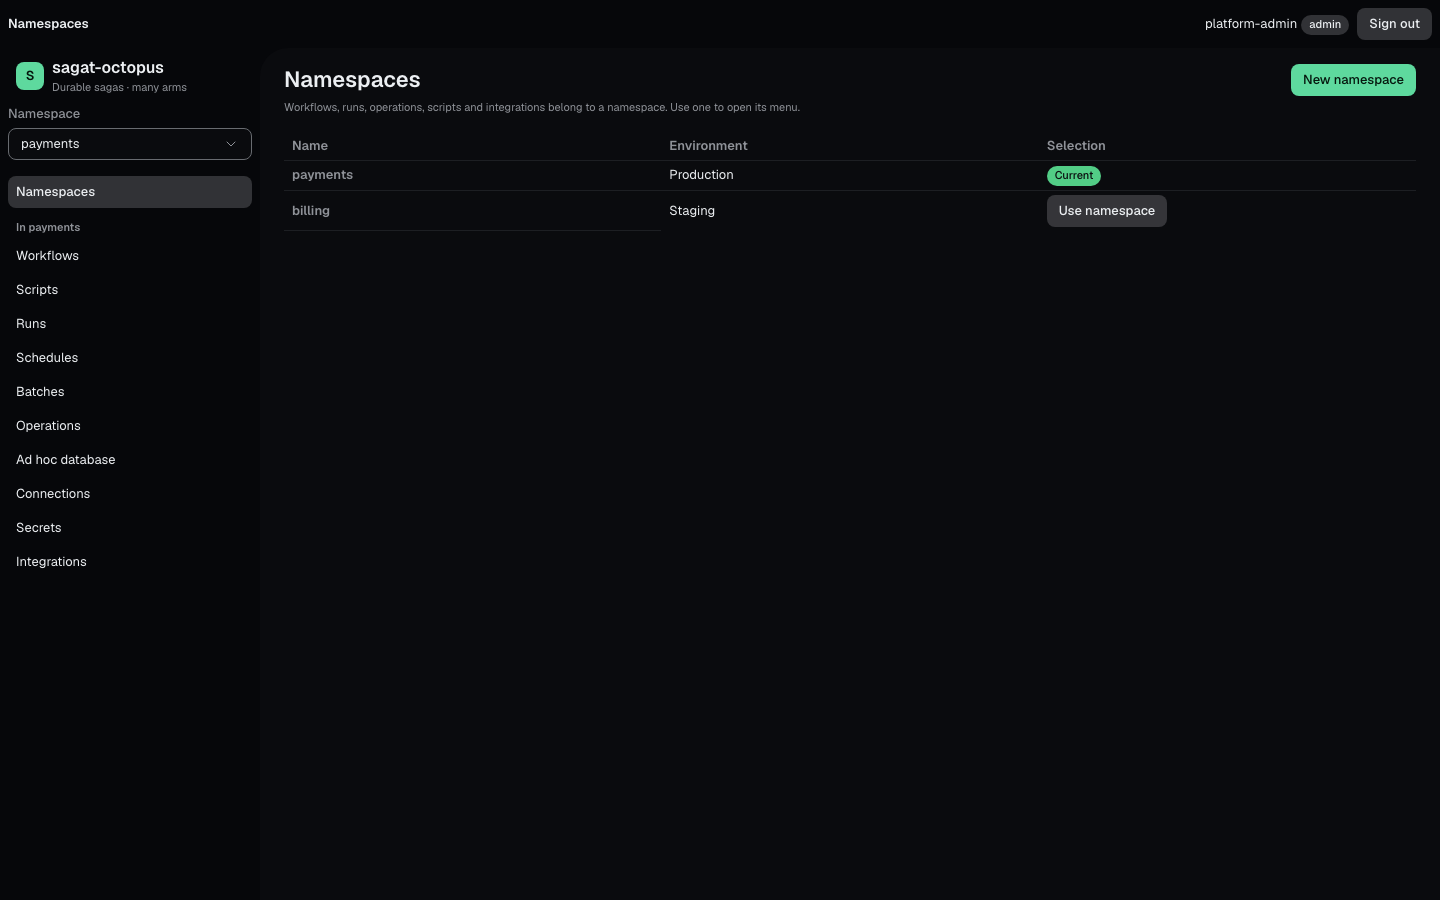 Namespaces
platform-admin admin Sign out
S
sagat-octopus
Durable sagas · many arms
Namespace
payments
Namespaces
In payments
Workflows
Scripts
Runs
Schedules
Batches
Operations
Ad hoc database
Connections
Secrets
Integrations
Namespaces
New namespace
Workflows, runs, operations, scripts and integrations belong to a namespace. Use one to open its menu.
Name Environment Selection
payments Production Current
billing Staging Use namespace